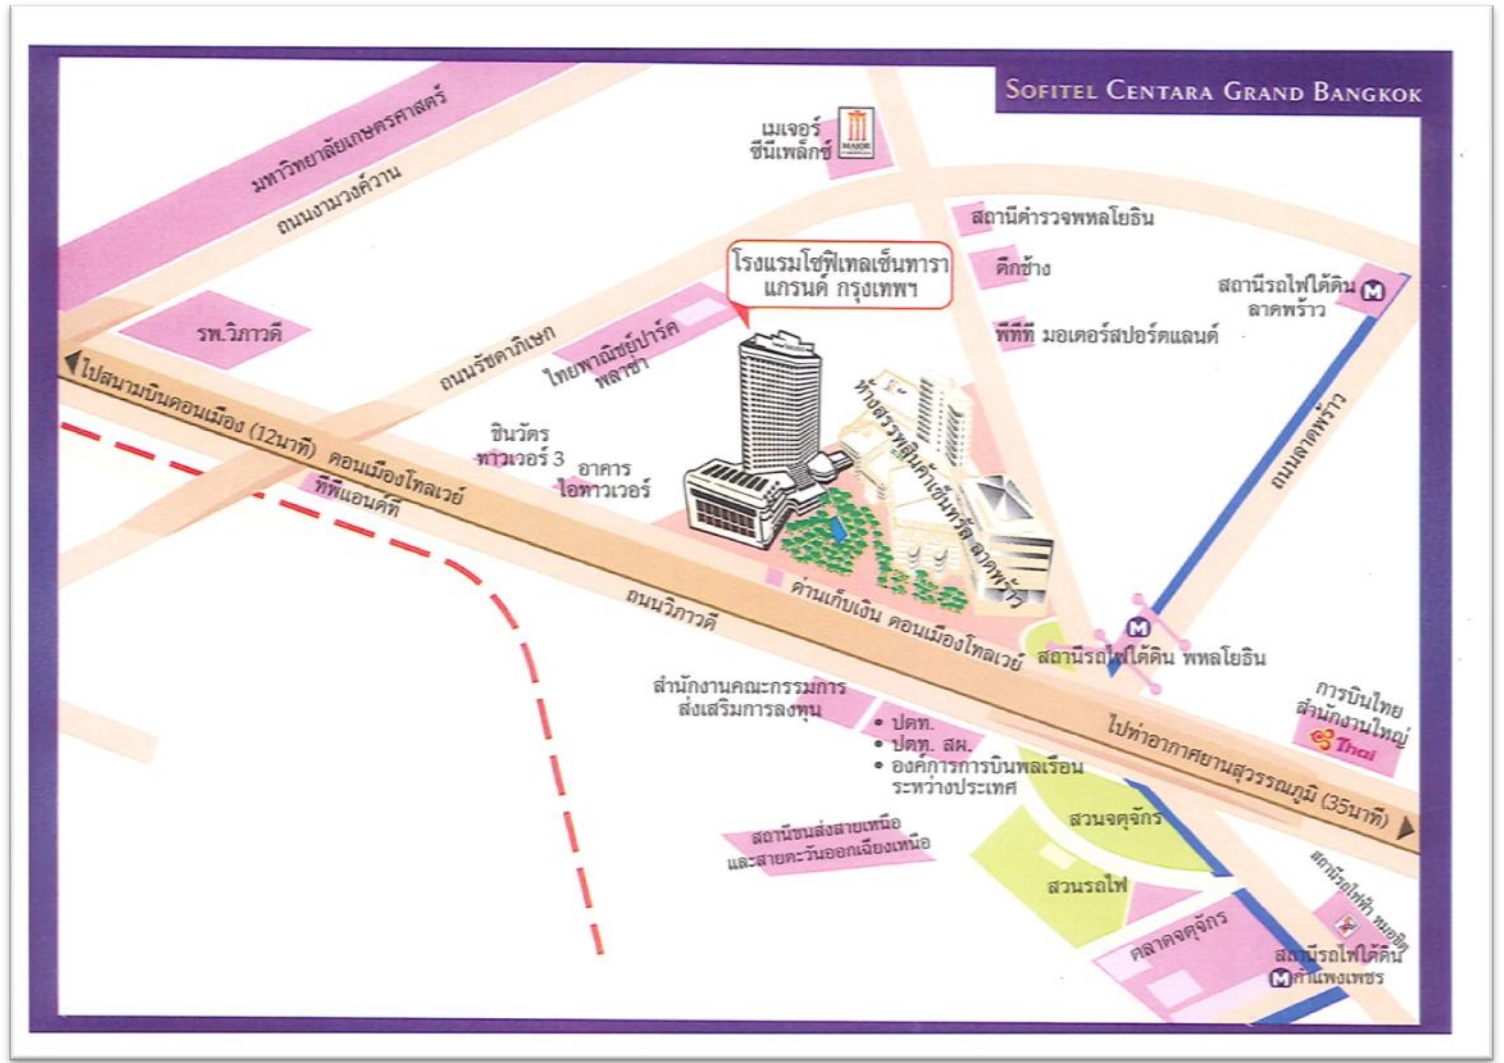 SOFITEL CENTARA GRAND BANGKOK
มหาวิทยาลัยเกษตรศาสตร์
ถนนงามวงค์วาน
เมเจอร์
ซีนีเพล็กซ์
MAJOR
สถานีตำรวจพหลโยธิน
ตึกช้าง
สถานีรถไฟใต้ดิน
ลาดพร้าว
M
พีทีที มอเตอร์สปอร์ตแลนด์
โรงแรมโซฟิเทลเซ็นทารา
แกรนด์ กรุงเทพฯ
รพ.วิภาวดี
ถนนรัชดาภิเษก
ไทยพาณิชย์ปาร์ค
พลาซ่า
ห้างสรรพสินค้าเซ็นทรัล ลาดพร้าว
ถนนลาดพร้าว
ไปสนามบินดอนเมือง (12นาที) ดอนเมืองโทลเวย์
ชินวัตร
ทาวเวอร์ 3
อาคาร
ไอทาวเวอร์
ทีพีแอนด์ที
ถนนวิภาวดี
ด่านเก็บเงิน ดอนเมืองโทลเวย์
M
สถานีรถไฟใต้ดิน พหลโยธิน
สำนักงานคณะกรรมการ
ส่งเสริมการลงทุน
• ปตท.
• ปตท. สผ.
• องค์การการบินพลเรือน
ระหว่างประเทศ
การบินไทย
สำนักงานใหญ่
Thai
ไปท่าอากาศยานสุวรรณภูมิ (35นาที)
สถานีขนส่งสายเหนือ
และสายตะวันออกเฉียงเหนือ
สวนจตุจักร
สวนรถไฟ
ตลาดจตุจักร
สถานีรถไฟฟ้า หมอชิต
สถานีรถไฟใต้ดิน
M กำแพงเพชร